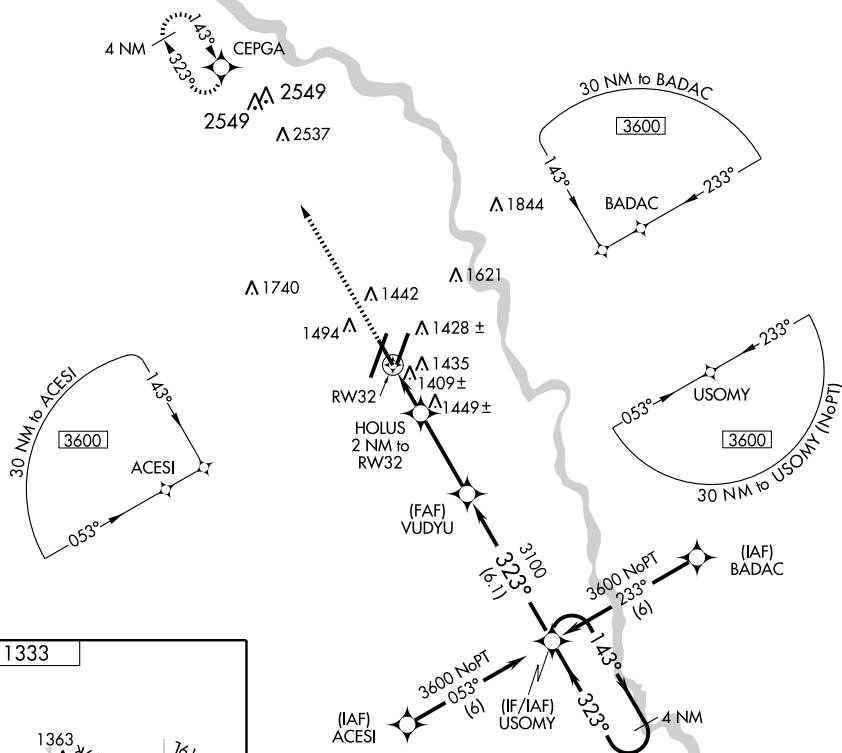 143°
4 NM
CEPGA
323°
2549
2549
2537
30 NM to BADAC
3600
143°
233°
BADAC
1844
1740
1442
1621
1494
1428 ±
1435
1409 ±
RW32
1449 ±
HOLUS
2 NM to
RW32
30 NM to ACESI
143°
3600
ACESI
053°
233°
053°
USOMY
3600
30 NM to USOMY (NoPT)
(FAF)
VUDYU
3100
323°
(6.1)
(IAF)
BADAC
3600 NoPT
233°
(6)
143°
323°
4 NM
3600 NoPT
053°
(6)
(IF/IAF)
USOMY
(IAF)
ACESI
1333
1363